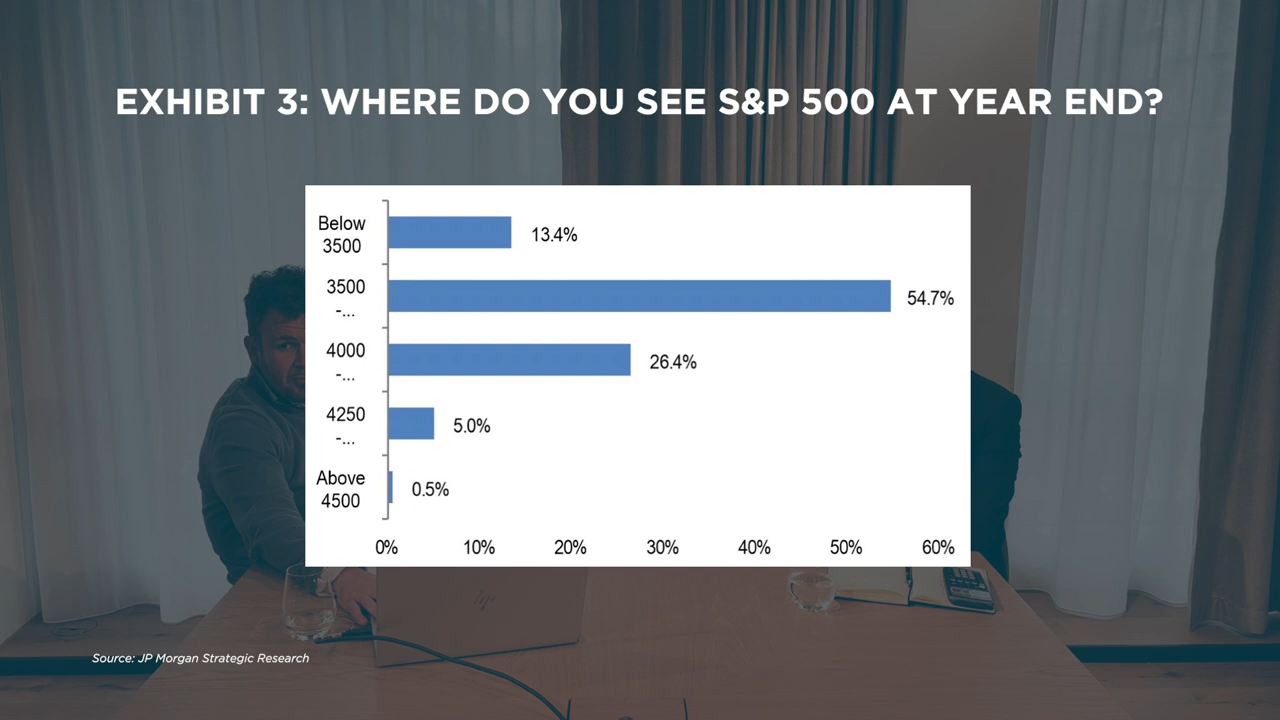 EXHIBIT 3: WHERE DO YOU SEE S&P 500 AT YEAR END?
Below
3500
13.4%
3500
-...
54.7%
4000
-...
26.4%
4250
-...
5.0%
Above
4500
0.5%
0% 10% 20% 30% 40% 50% 60%
hp
Source: JP Morgan Strategic Research